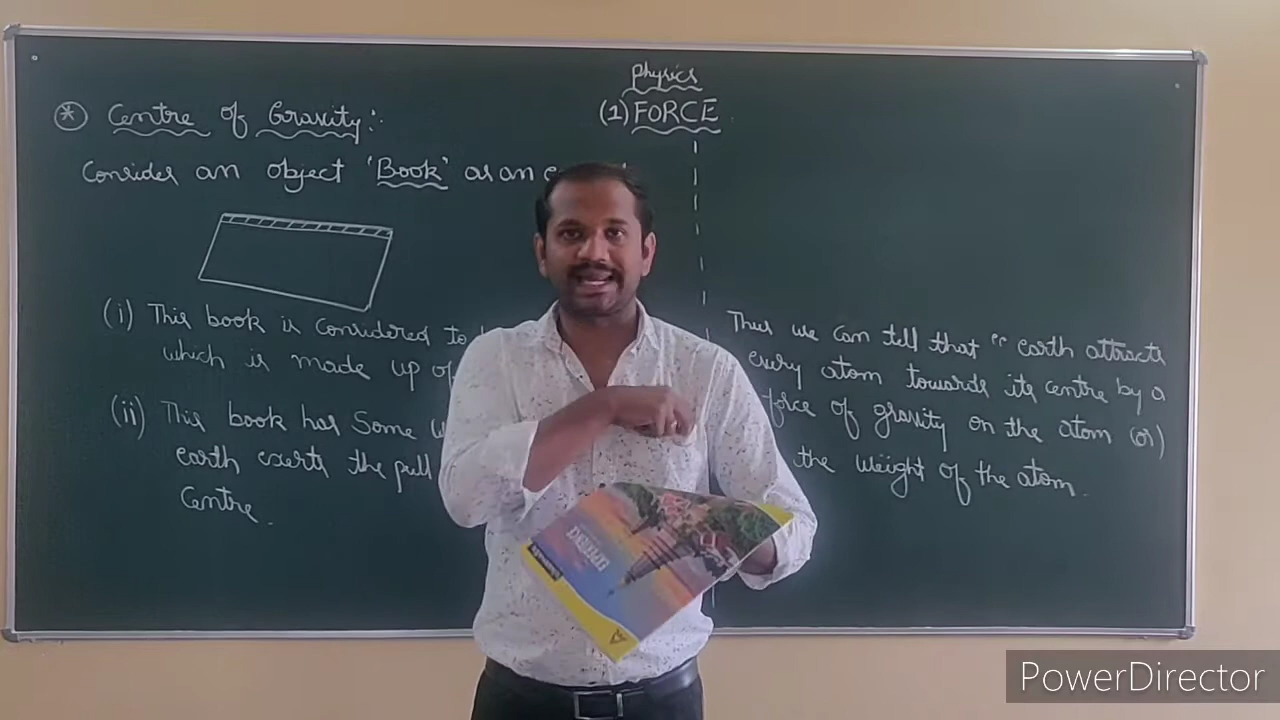 Physics
(1) FORCE
* Centre of Gravity:
Consider an object 'Book' as an
(i) This book is considered to
which is made up of
(ii) This book has some
earth exerts the pull
centre.
Thus we can tell that "earth attracts
every atom towards its centre by a
force of gravity on the atom (or)
the weight of the atom.
PowerDirector